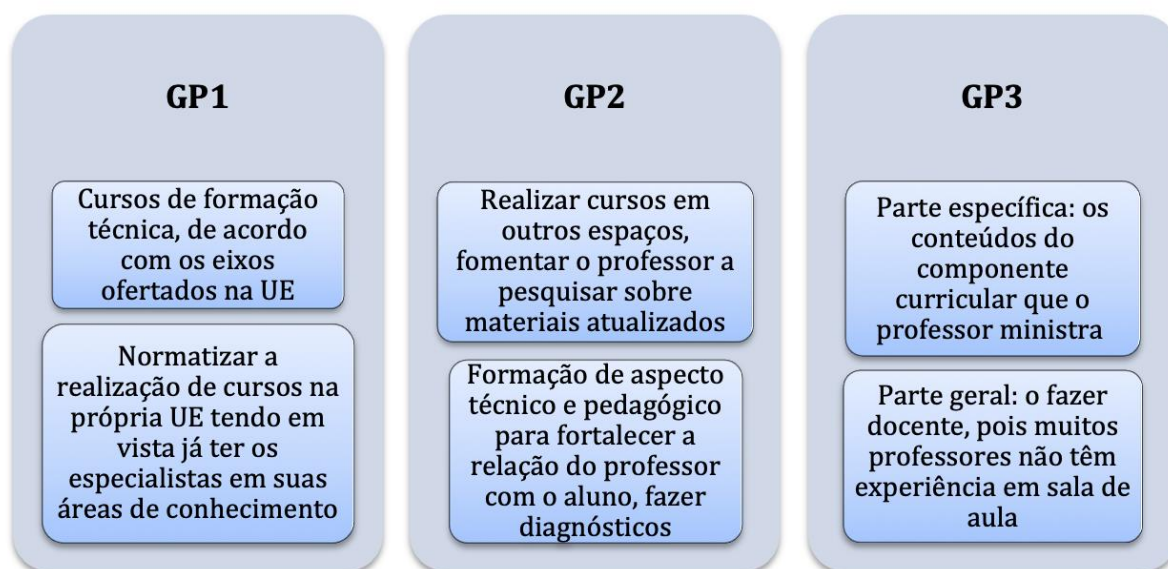 GP1
Cursos de formação
técnica, de acordo
com os eixos
ofertados na UE
Normatizar a
realização de cursos na
própria UE tendo em
vista já ter os
especialistas em suas
áreas de conhecimento
GP2
Realizar cursos em
outros espaços,
fomentar o professor a
pesquisar sobre
materiais atualizados
Formação de aspecto
técnico e pedagógico
para fortalecer a
relação do professor
com o aluno, fazer
diagnósticos
GP3
Parte específica: os
conteúdos do
componente
curricular que o
professor ministra
Parte geral: o fazer
docente, pois muitos
professores não têm
experiência em sala de
aula